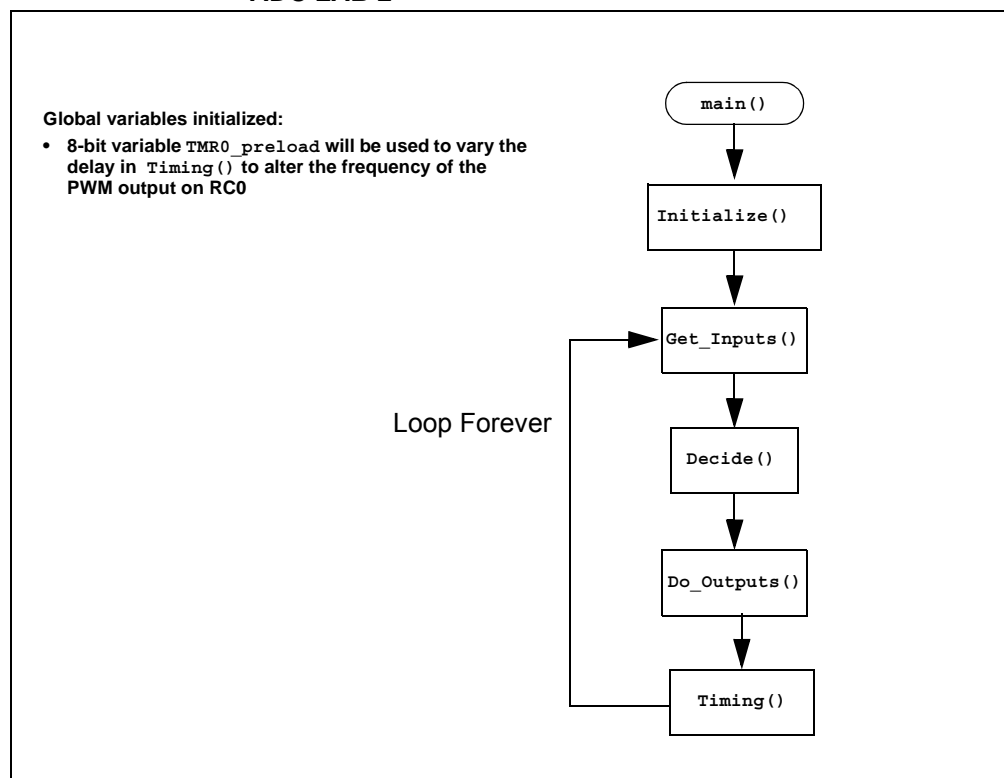 Global variables initialized:
• 8-bit variable TMR0_preload will be used to vary the
delay in Timing() to alter the frequency of the
PWM output on RC0
main()
Initialize()
Get_Inputs()
Loop Forever
Decide()
Do_Outputs()
Timing()